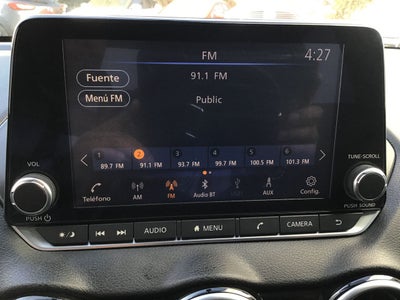 FM 4:27
Fuente
91.1 FM
Menú FM
Public
1 2 3 4 5 6
89.7 FM 91.1 FM 93.7 FM 99.7 FM 100.5 FM 101.3 FM
Teléfono AM FM Audio BT AUX Config.
VOL
TUNE·SCROLL
PUSH
PUSH SOUND
AUDIO MENU CAMERA